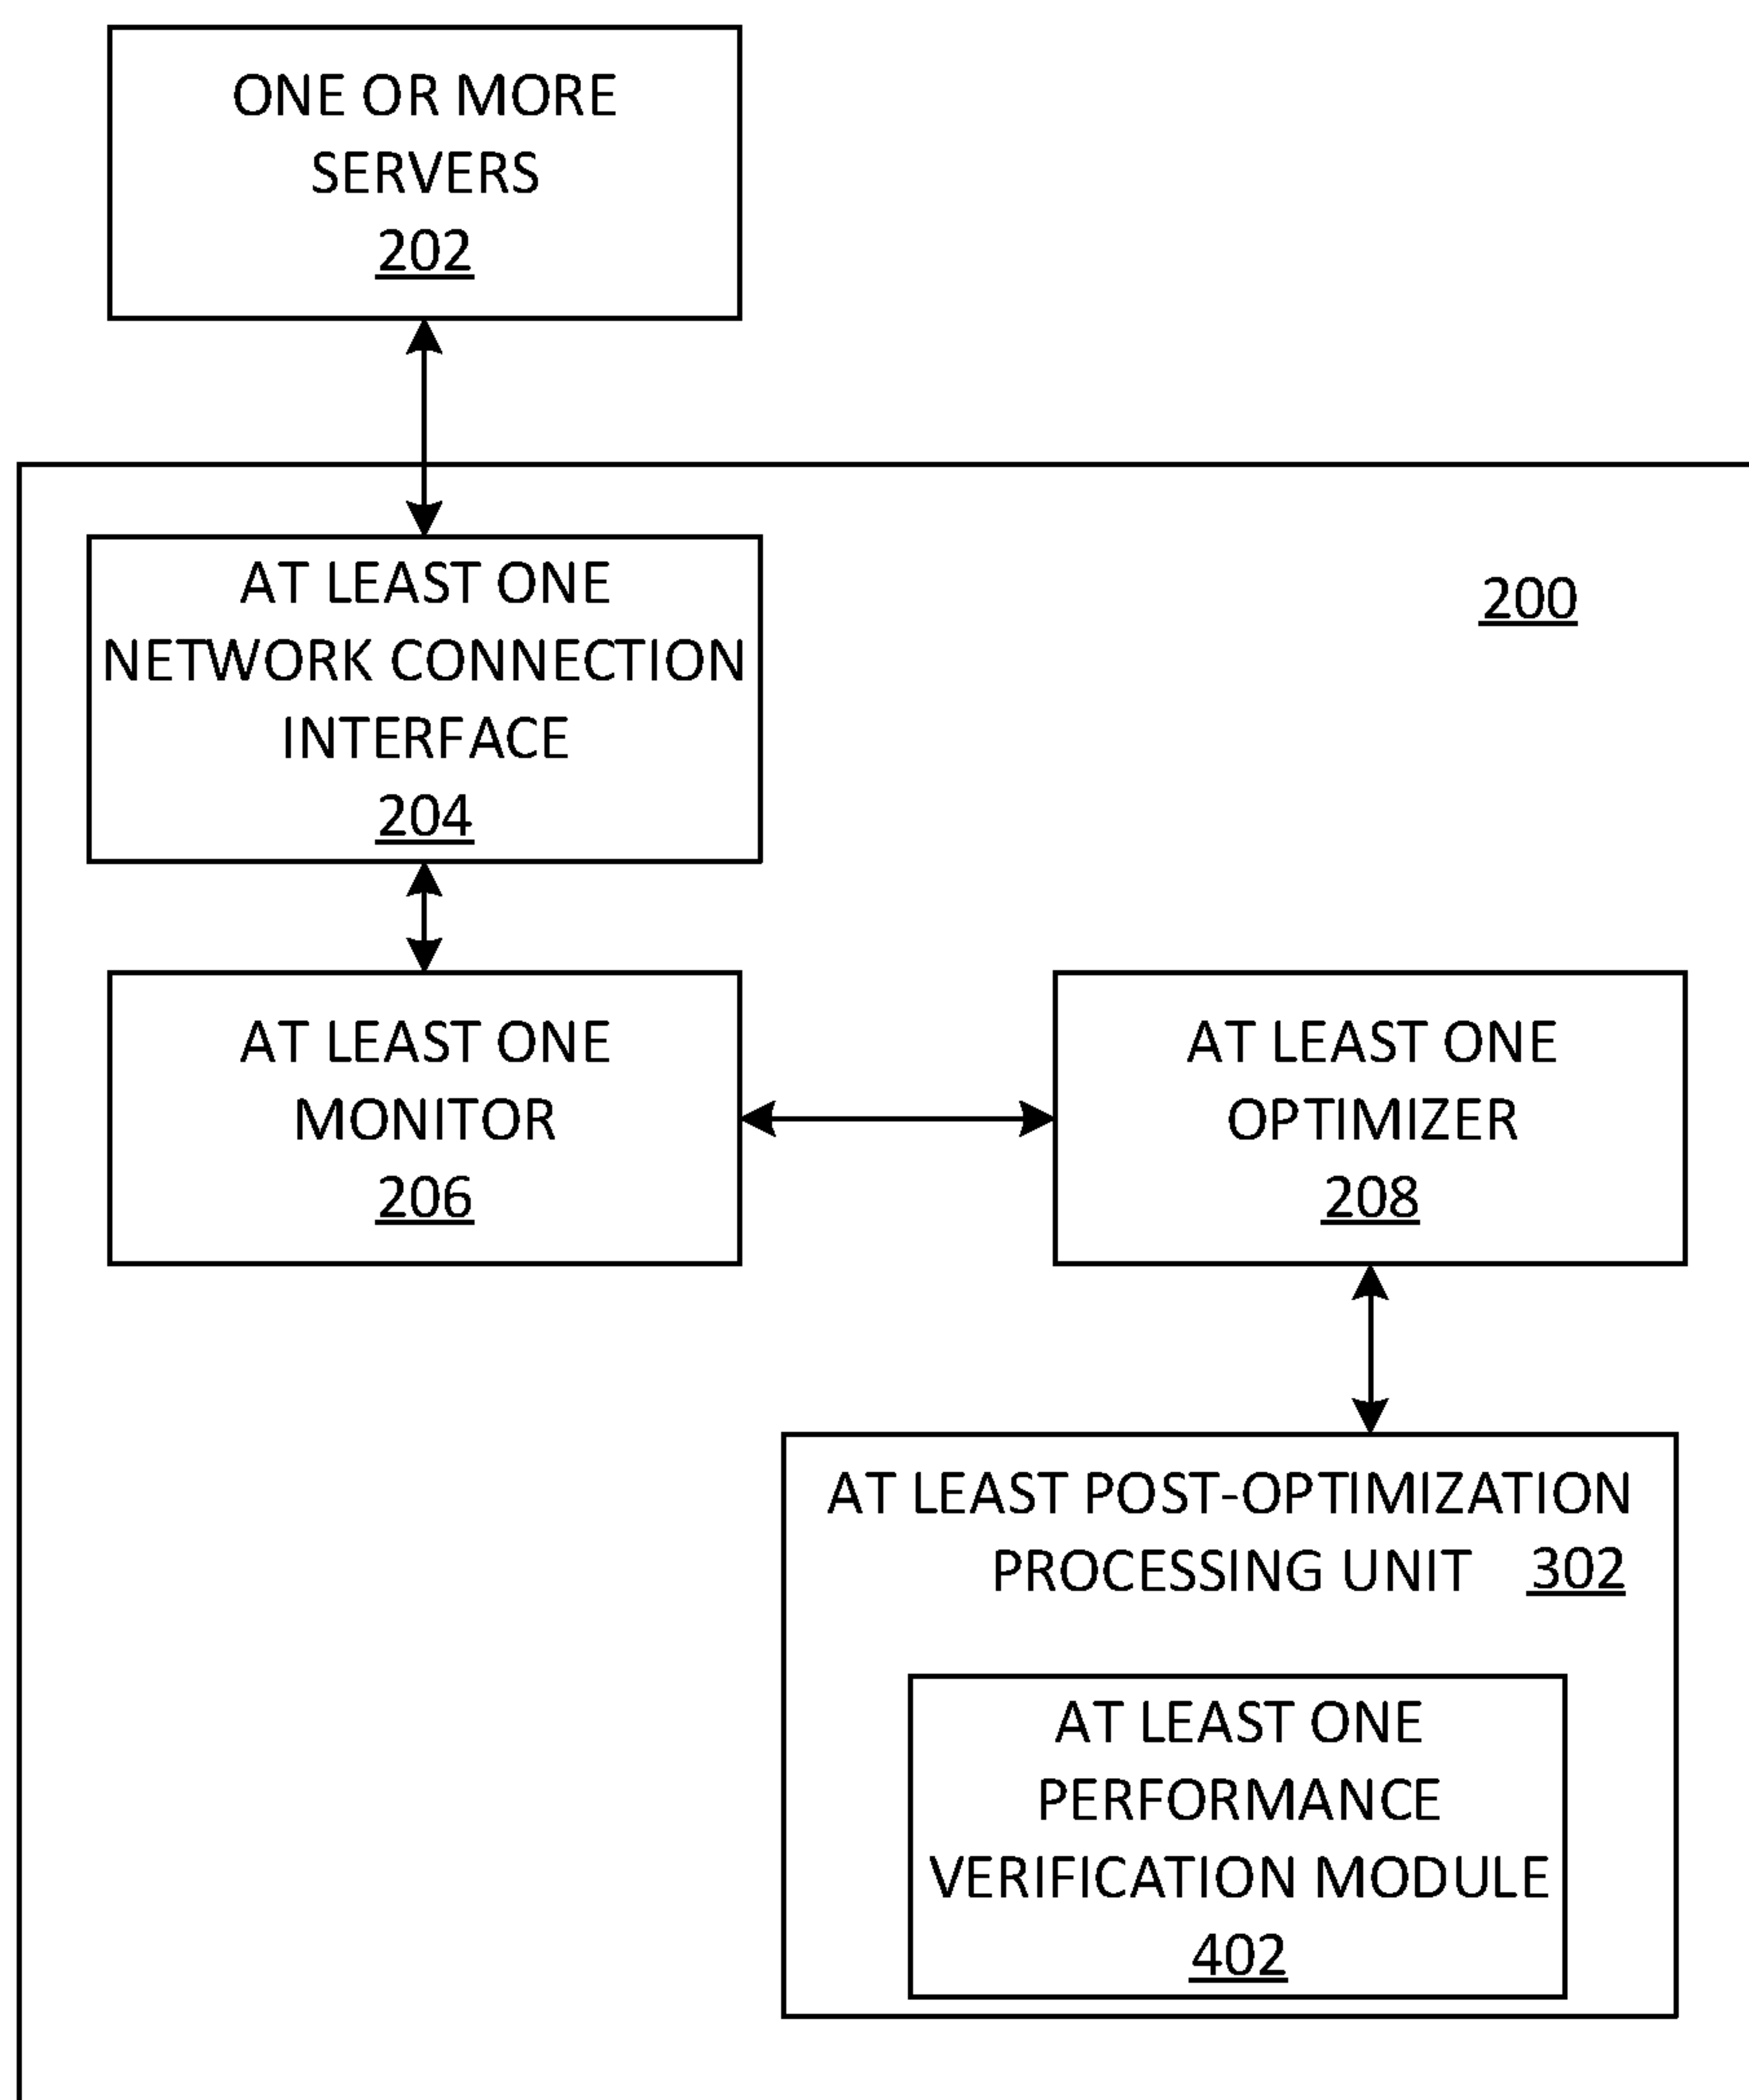 ONE OR MORE
SERVERS
202
AT LEAST ONE
NETWORK CONNECTION
INTERFACE
204
200
AT LEAST ONE
MONITOR
206
AT LEAST ONE
OPTIMIZER
208
AT LEAST POST-OPTIMIZATION
PROCESSING UNIT 302
AT LEAST ONE
PERFORMANCE
VERIFICATION MODULE
402